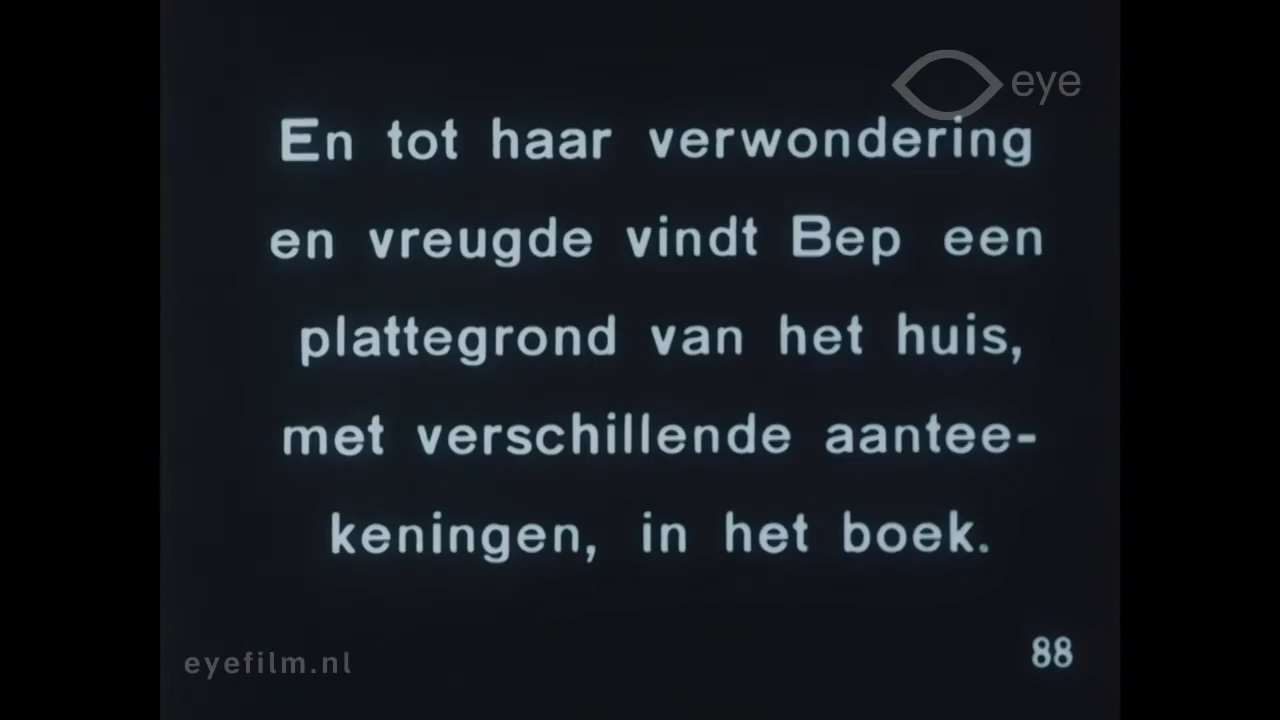 eye
En tot haar verwondering
en vreugde vindt Bep een
plattegrond van het huis,
met verschillende aantee-
keningen, in het boek.
88
eyefilm.nl